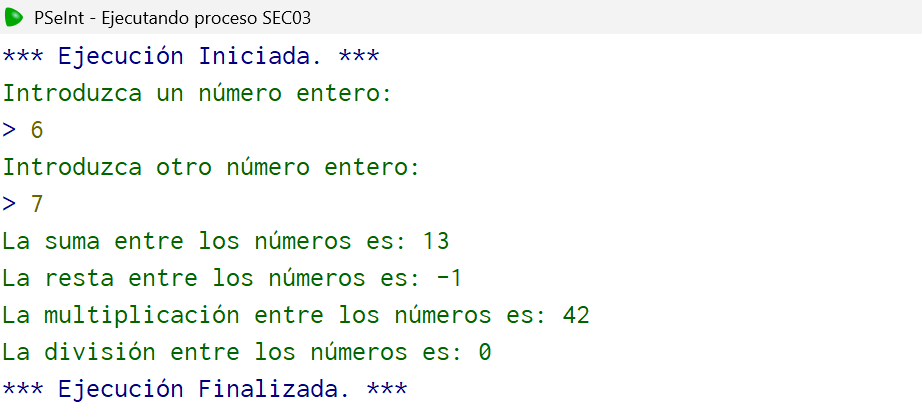 PSeInt - Ejecutando proceso SEC03
*** Ejecución Iniciada. ***
Introduzca un número entero:
> 6
Introduzca otro número entero:
> 7
La suma entre los números es: 13
La resta entre los números es: -1
La multiplicación entre los números es: 42
La división entre los números es: 0
*** Ejecución Finalizada. ***